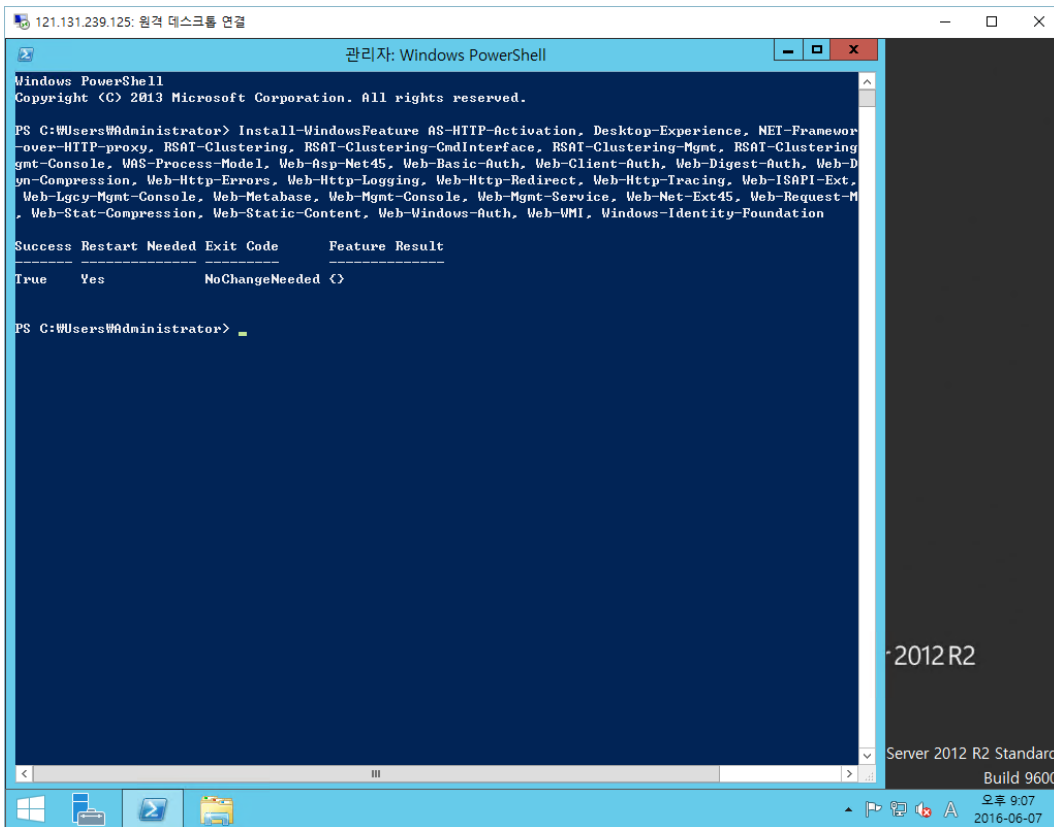 121.131.239.125: 원격 데스크톱 연결
관리자: Windows PowerShell
Windows PowerShell
Copyright (C) 2013 Microsoft Corporation. All rights reserved.
PS C:₩Users₩Administrator> Install-WindowsFeature AS-HTTP-Activation, Desktop-Experience, NET-Framewor
-over-HTTP-proxy, RSAT-Clustering, RSAT-Clustering-CmdInterface, RSAT-Clustering-Mgmt, RSAT-Clustering
gmt-Console, WAS-Process-Model, Web-Asp-Net45, Web-Basic-Auth, Web-Client-Auth, Web-Digest-Auth, Web-D
yn-Compression, Web-Http-Errors, Web-Http-Logging, Web-Http-Redirect, Web-Http-Tracing, Web-ISAPI-Ext,
Web-Lgcy-Mgmt-Console, Web-Metabase, Web-Mgmt-Console, Web-Mgmt-Service, Web-Net-Ext45, Web-Request-M
, Web-Stat-Compression, Web-Static-Content, Web-Windows-Auth, Web-WMI, Windows-Identity-Foundation
Success Restart Needed Exit Code Feature Result
------- -------------- --------- --------------
True Yes NoChangeNeeded {}
PS C:₩Users₩Administrator>
2012 R2
Server 2012 R2 Standard
Build 9600
A 오후 9:07
2016-06-07